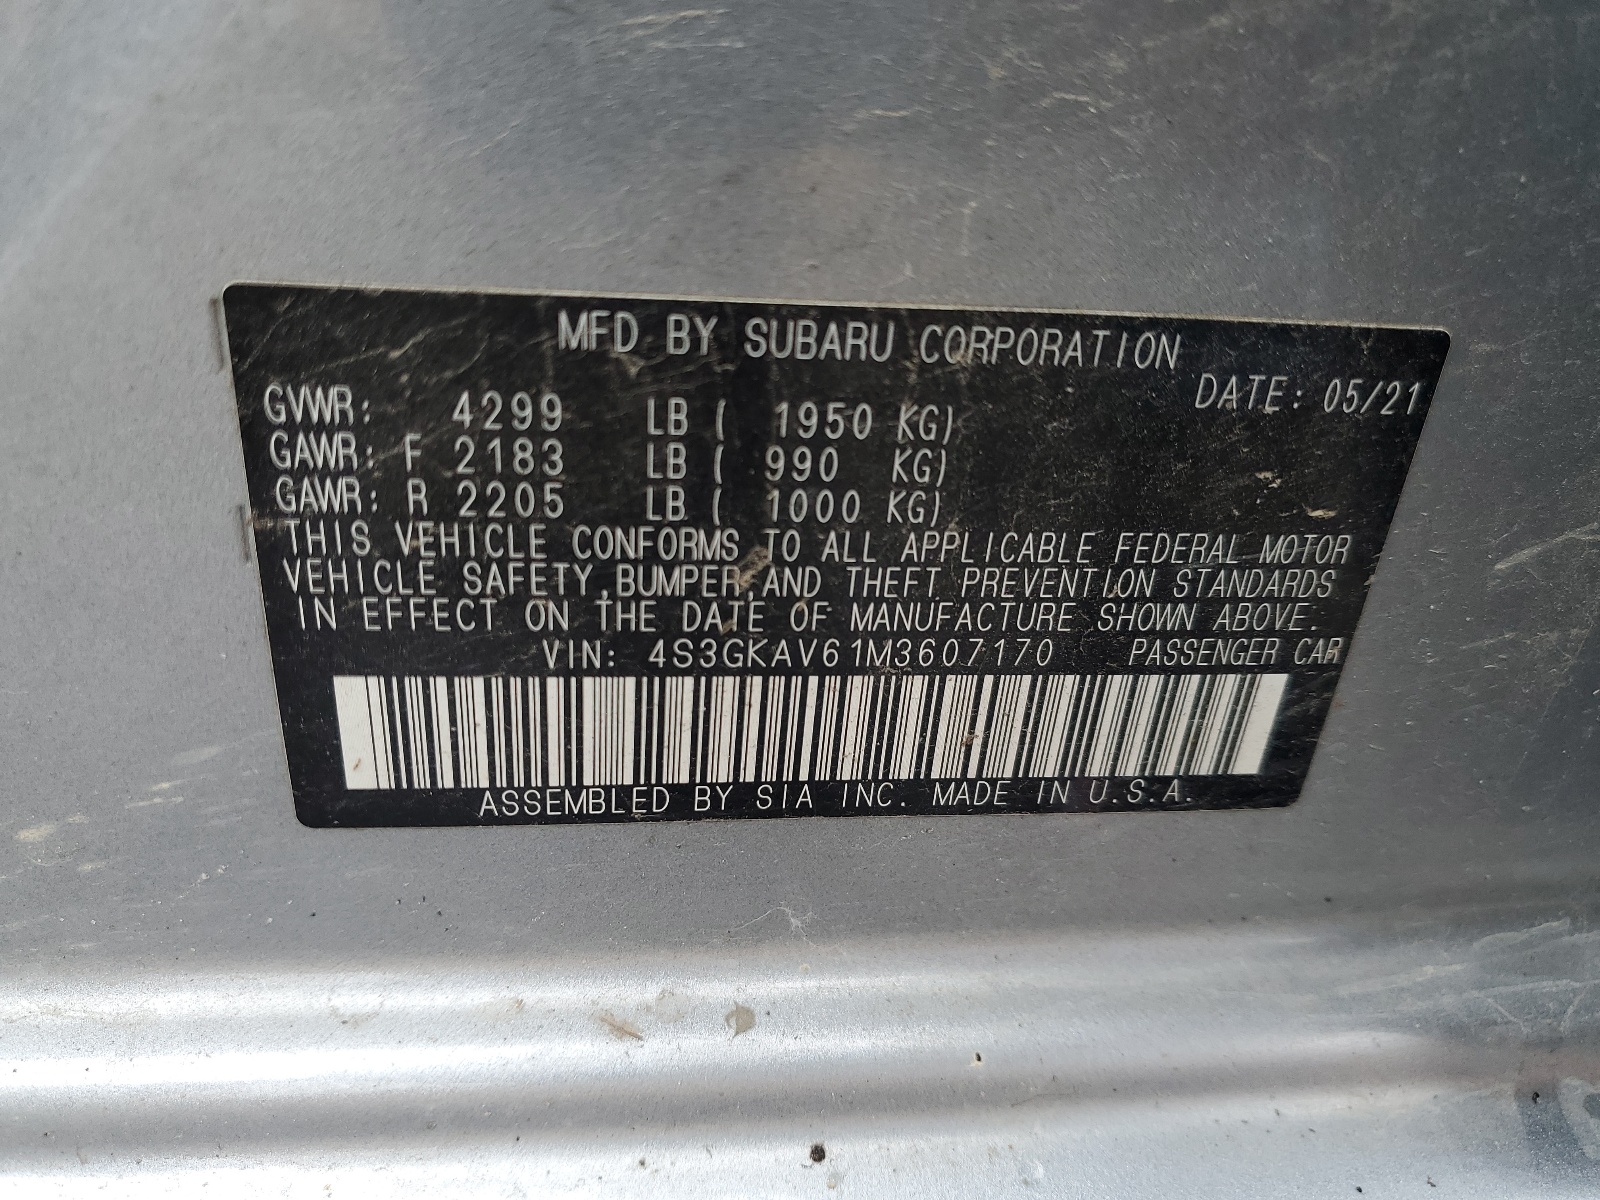 MFD BY SUBARU CORPORATION
DATE: 05/21
GVWR: 4299 LB ( 1950 KG)
GAWR: F 2183 LB ( 990 KG)
GAWR: R 2205 LB ( 1000 KG)
THIS VEHICLE CONFORMS TO ALL APPLICABLE FEDERAL MOTOR
VEHICLE SAFETY,BUMPER,AND THEFT PREVENTION STANDARDS
IN EFFECT ON THE DATE OF MANUFACTURE SHOWN ABOVE.
VIN: 4S3GKAV61M3607170 PASSENGER CAR
ASSEMBLED BY SIA INC. MADE IN U.S.A.